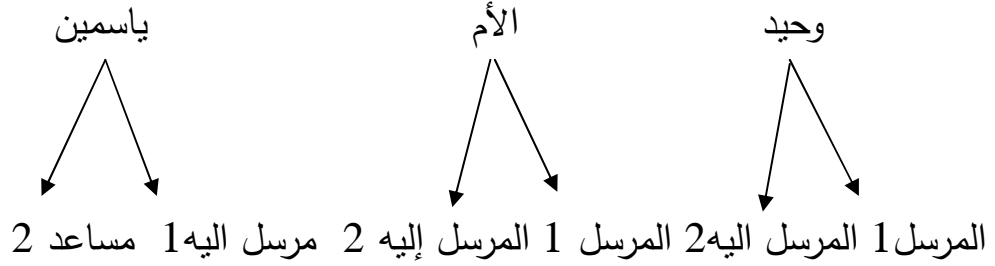 وحيد الأم ياسمين
المرسل1 المرسل اليه2 المرسل 1 المرسل إليه 2 مرسل اليه1 مساعد 2